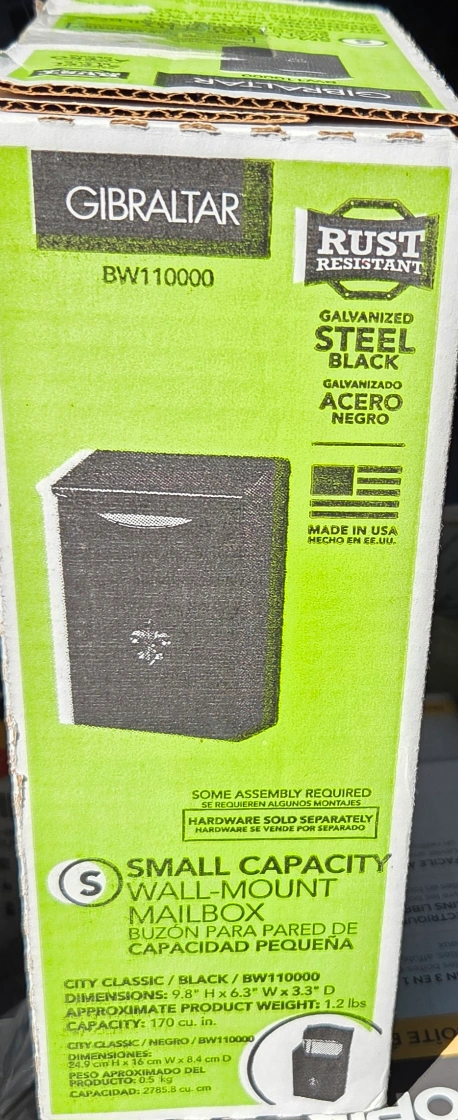 GIBRALTAR
BW110000
GIBRALTAR
BW110000
RUST
RESISTANT
GALVANIZED
STEEL
BLACK
GALVANIZADO
ACERO
NEGRO
MADE IN USA
HECHO EN EE.UU.
SOME ASSEMBLY REQUIRED
SE REQUIEREN ALGUNOS MONTAJES
HARDWARE SOLD SEPARATELY
HARDWARE SE VENDE POR SEPARADO
S
SMALL CAPACITY
WALL-MOUNT
MAILBOX
BUZÓN PARA PARED DE
CAPACIDAD PEQUEÑA
CITY CLASSIC / BLACK / BW110000
DIMENSIONS: 9.8" H x 6.3" W x 3.3" D
APPROXIMATE PRODUCT WEIGHT: 1.2 lbs
CAPACITY: 170 cu. in.
CITY CLASSIC / NEGRO / BW110000
DIMENSIONES:
24.9 cm H x 16 cm W x 8.4 cm D
PESO APROXIMADO DEL
PRODUCTO: 0.5 kg
CAPACIDAD: 2785.8 cu. cm